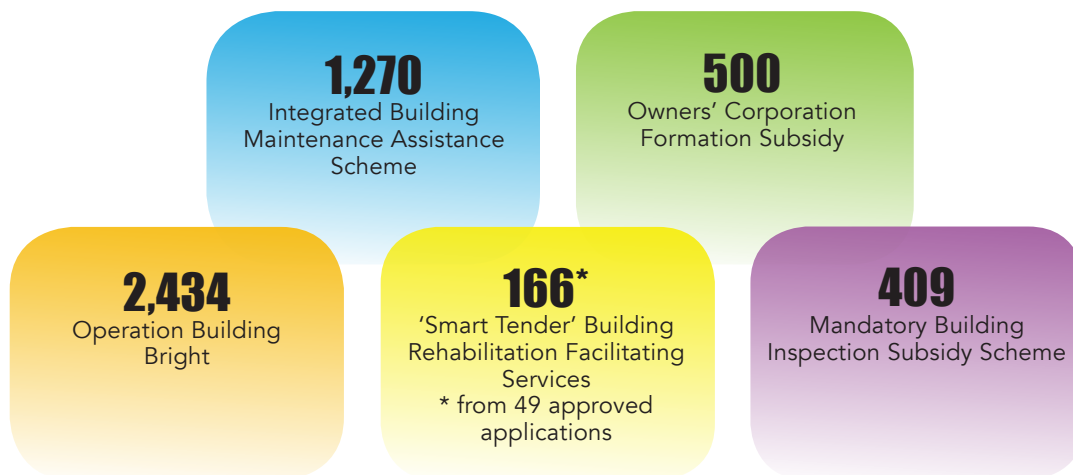 1,270
Integrated Building
Maintenance Assistance
Scheme
500
Owners’ Corporation
Formation Subsidy
2,434
Operation Building
Bright
166*
‘Smart Tender’ Building
Rehabilitation Facilitating
Services
* from 49 approved
applications
409
Mandatory Building
Inspection Subsidy Scheme